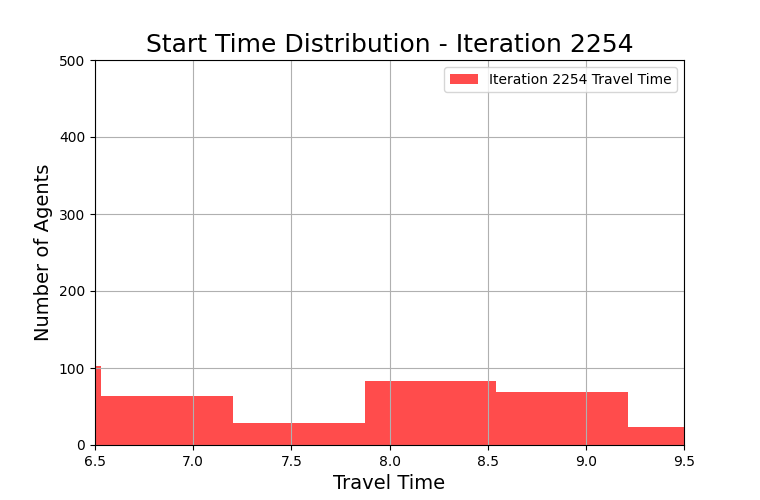 Start Time Distribution - Iteration 2254
Iteration 2254 Travel Time
Number of Agents
500
400
300
200
100
0
6.5 7.0 7.5 8.0 8.5 9.0 9.5
Travel Time